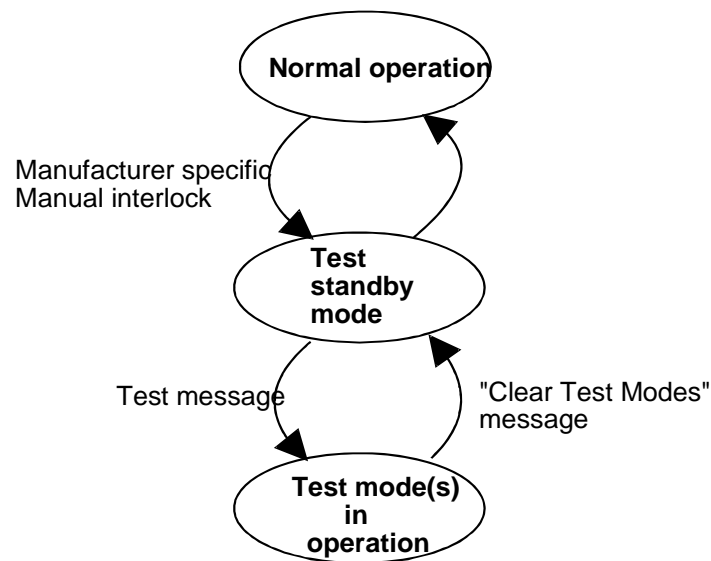 Normal operation
Manufacturer specific
Manual interlock
Test
standby
mode
Test message
"Clear Test Modes"
message
Test mode(s)
in
operation